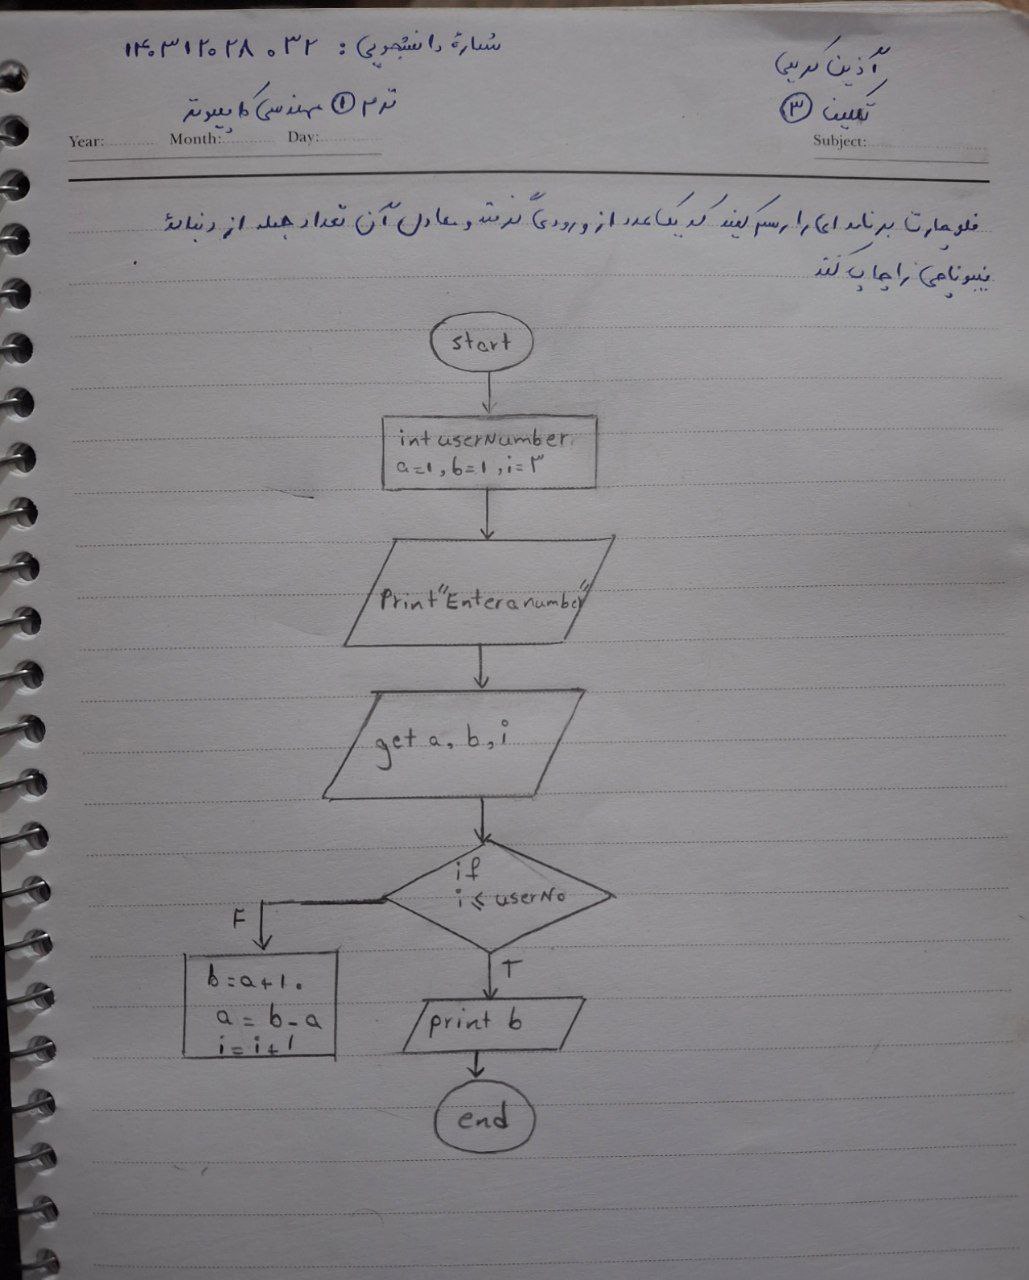 آذین کریمی
شمارهٔ دانشجویی: ۱۴۰۳۱۲۰۲۸۰۳۲
تکلیف ③
ترم ① مهندسی کامپیوتر
Year: Month: Day:
Subject:
فلوچارت برنامه ای را رسم کنید که یک عدد از ورودی گرفته و معادل آن تعداد جمله از دنبالهٔ
فیبوناچی را چاپ کند
start
int userNumber
a=1, b=1, i=۳
Print "Enter a number"
get a, b, i
if
i ≤ userNo
F
T
b=a+1.
a = b-a
i=i+1
print b
end